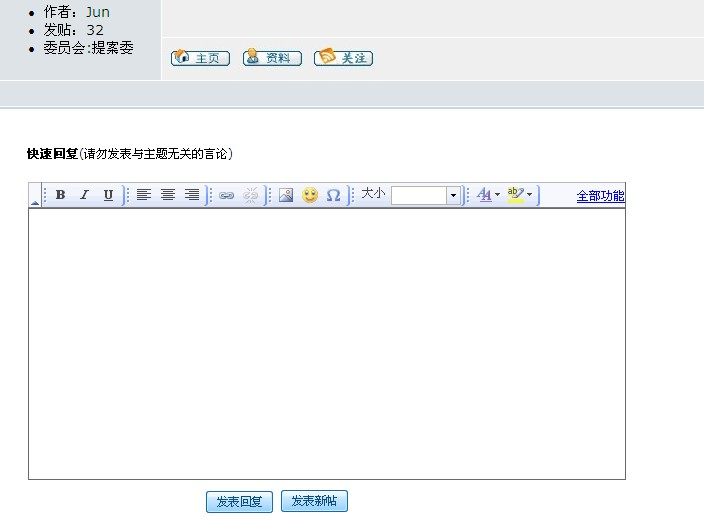 作者：Jun
发贴：32
委员会:提案委
主页 资料 关注
快速回复(请勿发表与主题无关的言论)
B I U 大小 全部功能
发表回复 发表新帖